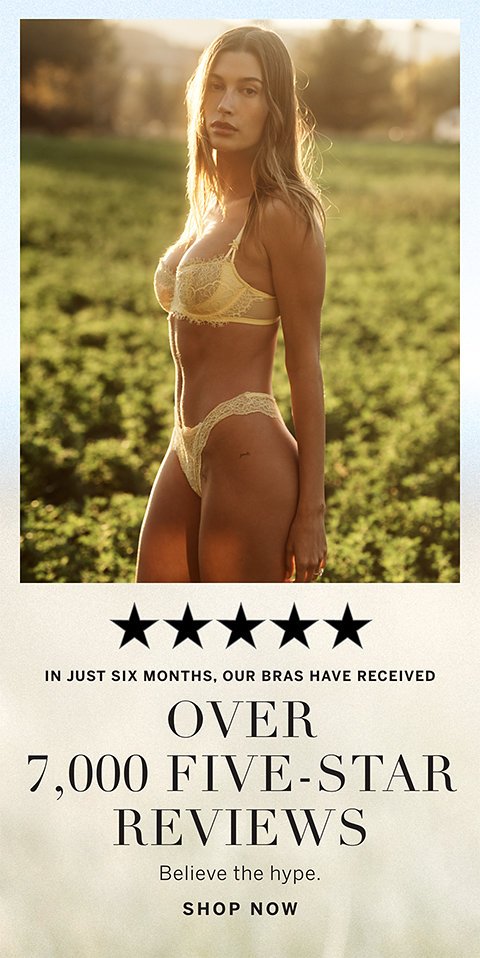 IN JUST SIX MONTHS, OUR BRAS HAVE RECEIVED
OVER
7,000 FIVE-STAR
REVIEWS
Believe the hype.
SHOP NOW